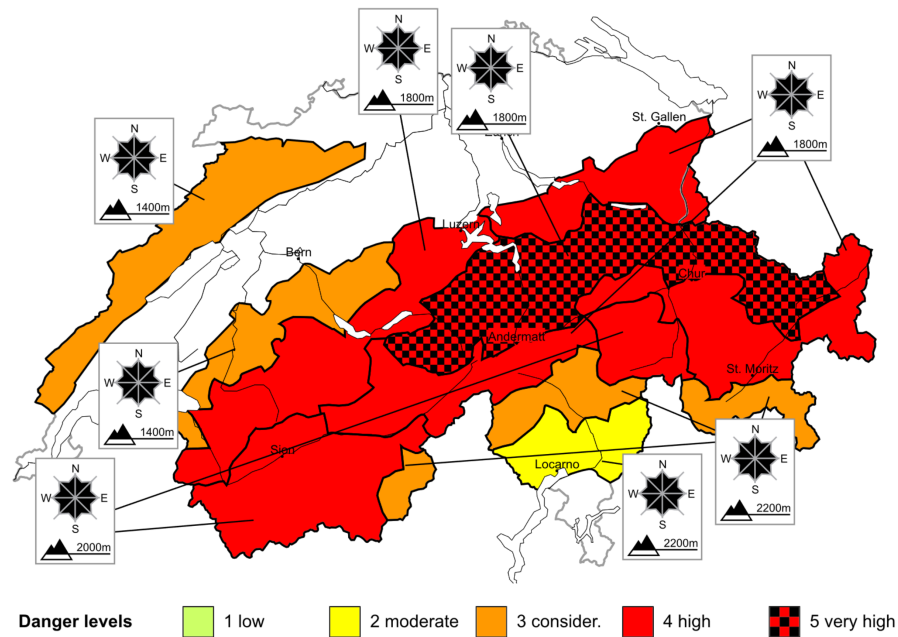 N
W E
S
1800m
N
W E
S
1800m
N
W E
S
1800m
N
W E
S
1400m
St. Gallen
Luzern
Bern
Chur
Andermatt
St. Moritz
N
W E
S
1400m
Sion
Locarno
N
W E
S
2000m
N
W E
S
2200m
N
W E
S
2200m
Danger levels 1 low 2 moderate 3 consider. 4 high 5 very high